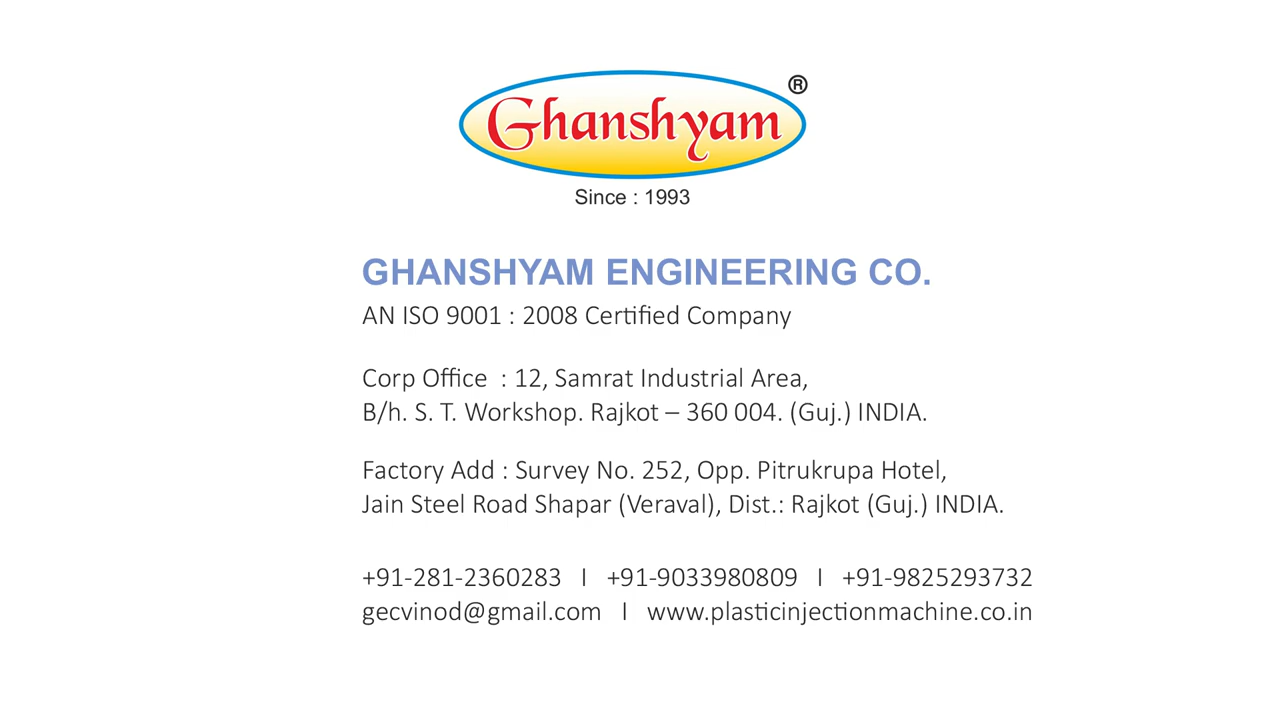 Ghanshyam ®
Since : 1993
GHANSHYAM ENGINEERING CO.
AN ISO 9001 : 2008 Certified Company
Corp Office  : 12, Samrat Industrial Area,
B/h. S. T. Workshop. Rajkot – 360 004. (Guj.) INDIA.
Factory Add : Survey No. 252, Opp. Pitrukrupa Hotel,
Jain Steel Road Shapar (Veraval), Dist.: Rajkot (Guj.) INDIA.
+91-281-2360283 I +91-9033980809 I +91-9825293732
gecvinod@gmail.com I www.plasticinjectionmachine.co.in